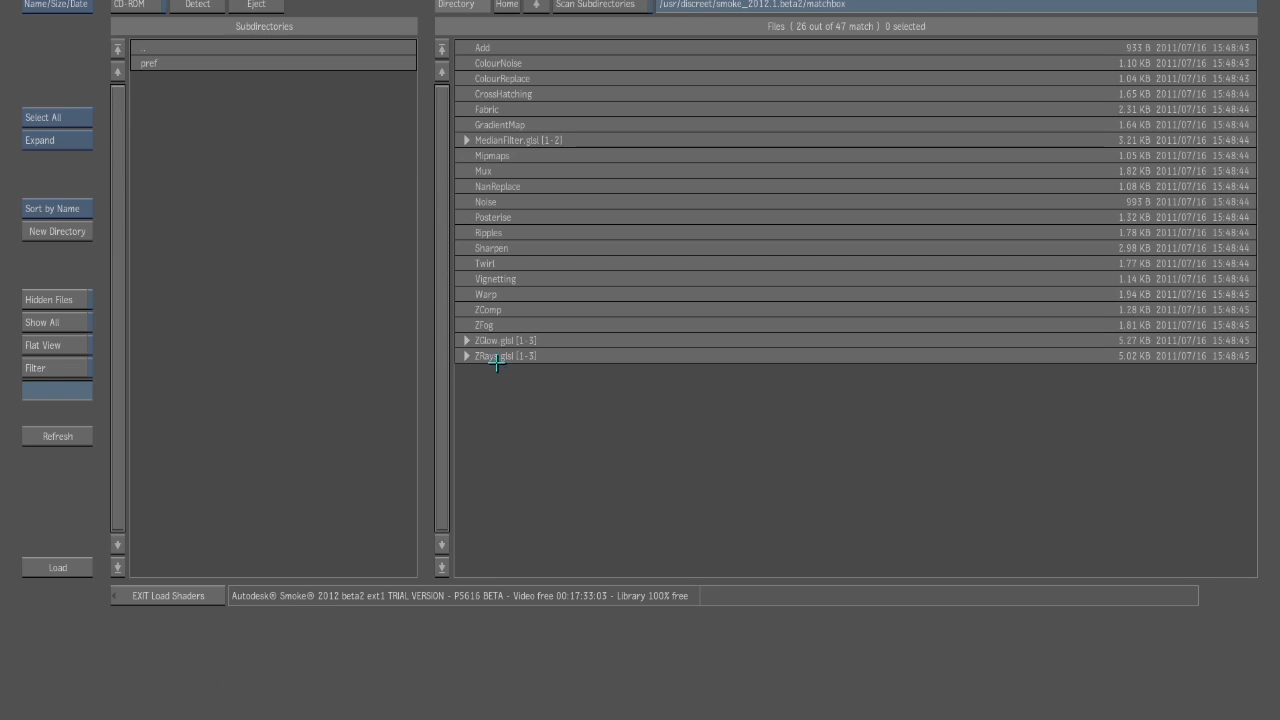 Name/Size/Date
CD-ROM
Detect
Eject
Directory
Home
Scan Subdirectories
/usr/discreet/smoke_2012.1.beta2/matchbox
Subdirectories
Files ( 26 out of 47 match ) 0 selected
..
pref
Add 933 B 2011/07/16 15:48:43
ColourNoise 1.10 KB 2011/07/16 15:48:43
ColourReplace 1.04 KB 2011/07/16 15:48:43
CrossHatching 1.65 KB 2011/07/16 15:48:44
Fabric 2.31 KB 2011/07/16 15:48:44
GradientMap 1.64 KB 2011/07/16 15:48:44
MedianFilter.glsl [1-2] 3.21 KB 2011/07/16 15:48:44
Mipmaps 1.05 KB 2011/07/16 15:48:44
Mux 1.82 KB 2011/07/16 15:48:44
NanReplace 1.08 KB 2011/07/16 15:48:44
Noise 993 B 2011/07/16 15:48:44
Posterise 1.32 KB 2011/07/16 15:48:44
Ripples 1.78 KB 2011/07/16 15:48:44
Sharpen 2.98 KB 2011/07/16 15:48:44
Twirl 1.77 KB 2011/07/16 15:48:44
Vignetting 1.14 KB 2011/07/16 15:48:44
Warp 1.94 KB 2011/07/16 15:48:45
ZComp 1.28 KB 2011/07/16 15:48:45
ZFog 1.81 KB 2011/07/16 15:48:45
ZGlow.glsl [1-3] 5.27 KB 2011/07/16 15:48:45
ZRays.glsl [1-3] 5.02 KB 2011/07/16 15:48:45
Select All
Expand
Sort by Name
New Directory
Hidden Files
Show All
Flat View
Filter
Refresh
Load
EXIT Load Shaders
Autodesk® Smoke® 2012 beta2 ext1 TRIAL VERSION - P5616 BETA - Video free 00:17:33:03 - Library 100% free